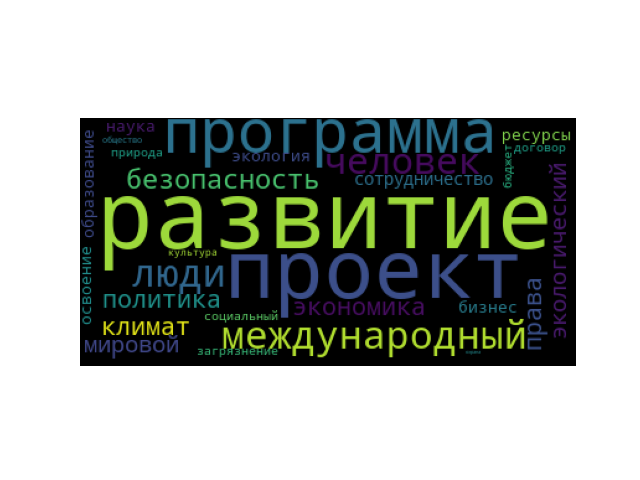 программа
наука
общество
природа
экология
человек
ресурсы
договор
бюджет
образование
безопасность
сотрудничество
развитие
экологический
культура
освоение
люди
проект
политика
экономика
бизнес
права
климат
социальный
международный
мировой
загрязнение